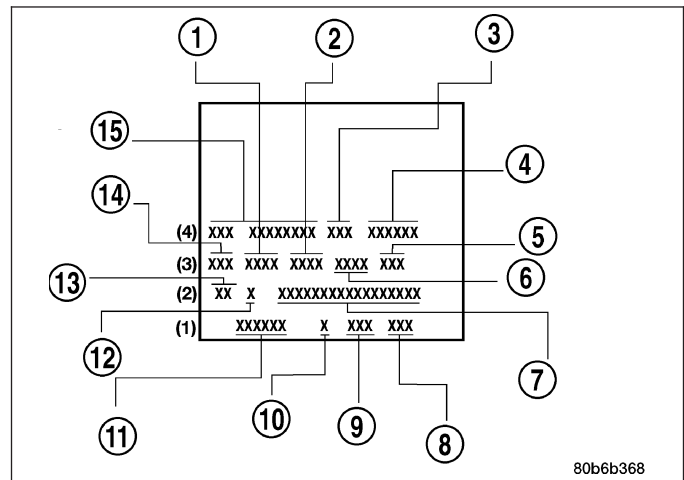 1 2 3
15 4
14 (4) XXX XXXXXXXX XXX XXXXXX
(3) XXX XXXX XXXX XXXX XXX 5
13 (2) XX X XXXXXXXXXXXXXXXXX 6
(1) XXXXXX X XXX XXX
12 7
11 10 9 8
80b6b368